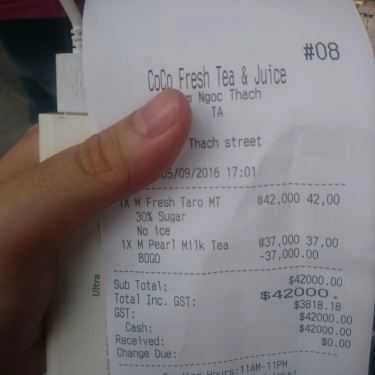 #08
CoCo Fresh Tea & Juice
Ngoc Thach
TA
Thach street
05/09/2016 17:01
1X M Fresh Taro MT @42,000 42,00
30% Sugar
No ice
1X M Pearl Milk Tea @37,000 37,00
BOGO -37,000.00
Sub Total: $42000.00
Total Inc. GST: $42000.
GST: $3818.18
Cash: $42000.00
Received: $42000.00
Change Due: $0.00
Hours:11AM-11PM
Ultra